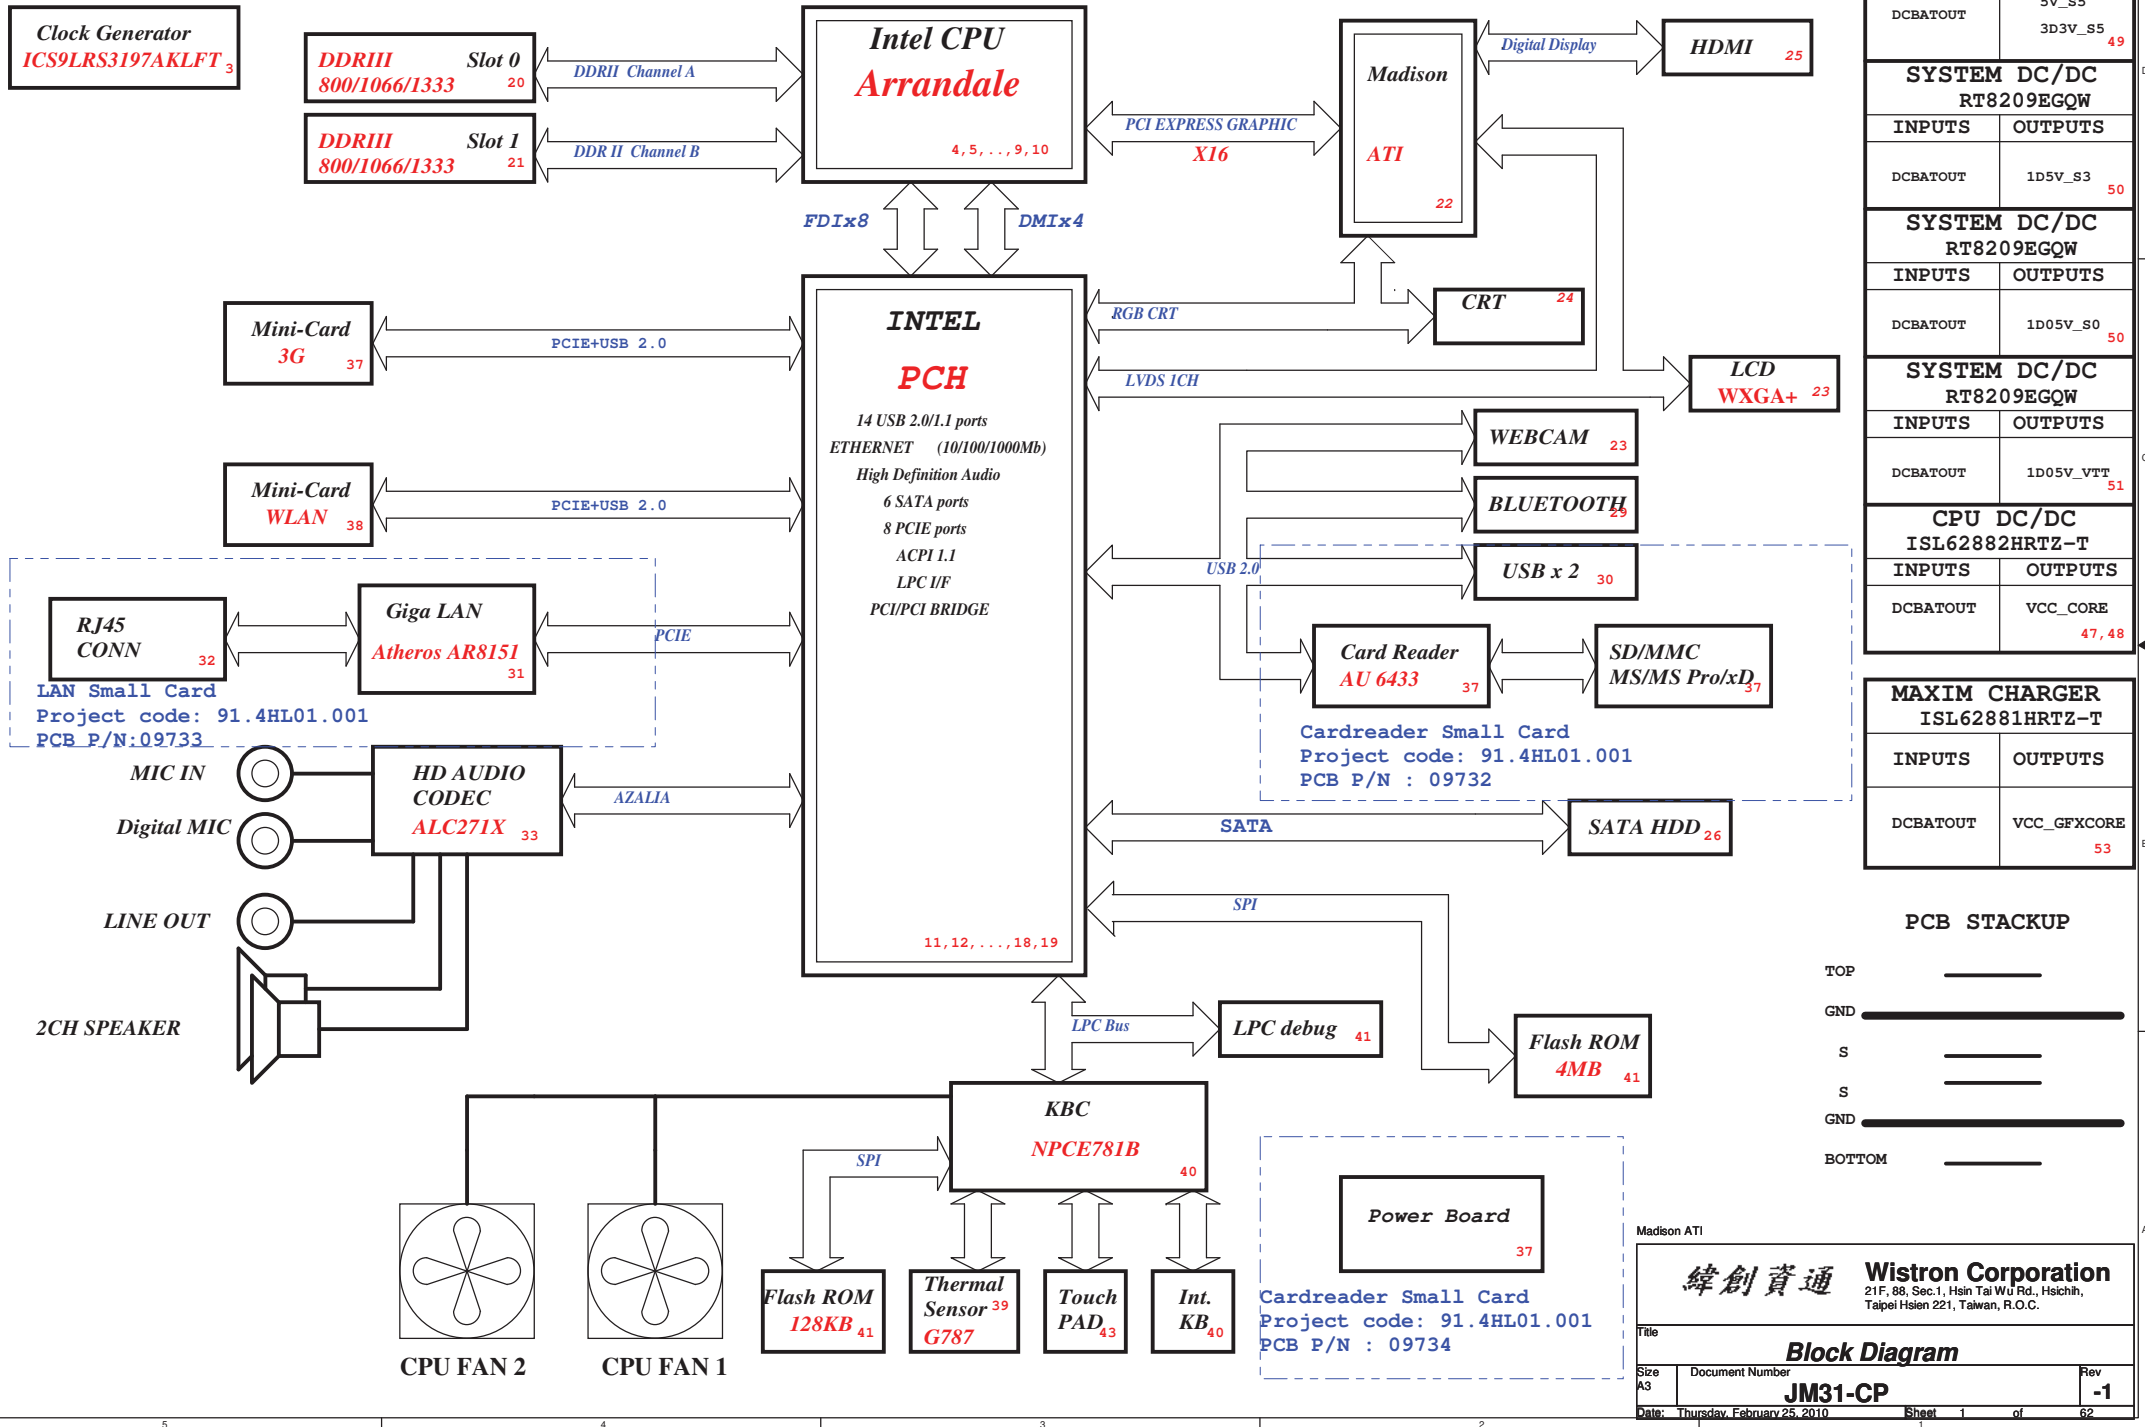 Clock Generator
ICS9LRS3197AKLFT 3
DDRIII Slot 0
800/1066/1333 20
DDRII Channel A
DDRIII Slot 1
800/1066/1333 21
DDR II Channel B
Intel CPU
Arrandale
4,5,..,9,10
PCI EXPRESS GRAPHIC
X16
Madison
ATI
22
Digital Display
HDMI 25
FDIx8
DMIx4
Mini-Card
3G 37
PCIE+USB 2.0
Mini-Card
WLAN 38
PCIE+USB 2.0
INTEL
PCH
14 USB 2.0/1.1 ports
ETHERNET (10/100/1000Mb)
High Definition Audio
6 SATA ports
8 PCIE ports
ACPI 1.1
LPC I/F
PCI/PCI BRIDGE
11,12,...,18,19
RGB CRT
CRT 24
LVDS 1CH
LCD
WXGA+ 23
WEBCAM 23
BLUETOOTH 29
USB 2.0
USB x 2 30
Card Reader
AU 6433 37
SD/MMC
MS/MS Pro/xD 37
Cardreader Small Card
Project code: 91.4HL01.001
PCB P/N : 09732
RJ45
CONN 32
Giga LAN
Atheros AR8151
31
PCIE
LAN Small Card
Project code: 91.4HL01.001
PCB P/N:09733
MIC IN
Digital MIC
LINE OUT
2CH SPEAKER
HD AUDIO
CODEC
ALC271X 33
AZALIA
SATA
SATA HDD 26
SPI
Flash ROM
4MB 41
LPC Bus
LPC debug 41
KBC
NPCE781B
40
SPI
CPU FAN 2
CPU FAN 1
Flash ROM
128KB 41
Thermal
Sensor 39
G787
Touch
PAD 43
Int.
KB 40
Power Board
37
Cardreader Small Card
Project code: 91.4HL01.001
PCB P/N : 09734
DCBATOUT
5V_S5
3D3V_S5
49
SYSTEM DC/DC
RT8209EGQW
INPUTS OUTPUTS
DCBATOUT 1D5V_S3
50
SYSTEM DC/DC
RT8209EGQW
INPUTS OUTPUTS
DCBATOUT 1D05V_S0
50
SYSTEM DC/DC
RT8209EGQW
INPUTS OUTPUTS
DCBATOUT 1D05V_VTT
51
CPU DC/DC
ISL62882HRTZ-T
INPUTS OUTPUTS
DCBATOUT VCC_CORE
47,48
MAXIM CHARGER
ISL62881HRTZ-T
INPUTS OUTPUTS
DCBATOUT VCC_GFXCORE
53
PCB STACKUP
TOP
GND
S
S
GND
BOTTOM
Madison ATI
緯創資通
Wistron Corporation
21F, 88, Sec.1, Hsin Tai Wu Rd., Hsichih,
Taipei Hsien 221, Taiwan, R.O.C.
Title
Block Diagram
Size
A3
Document Number
JM31-CP
Rev
-1
Date: Thursday, February 25, 2010 Sheet 1 of 62
5 4 3 2 1